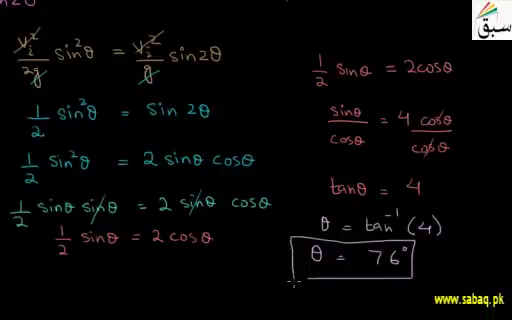 v_i²/2g sin²θ = v_i²/g sin2θ
1/2 sin²θ = sin 2θ
1/2 sin²θ = 2 sinθ cosθ
1/2 sinθ sinθ = 2 sinθ cosθ
1/2 sinθ = 2 cosθ
1/2 sinθ = 2cosθ
sinθ/cosθ = 4 cosθ/cosθ
tanθ = 4
θ = tan⁻¹(4)
θ = 76°
سبق
www.sabaq.pk